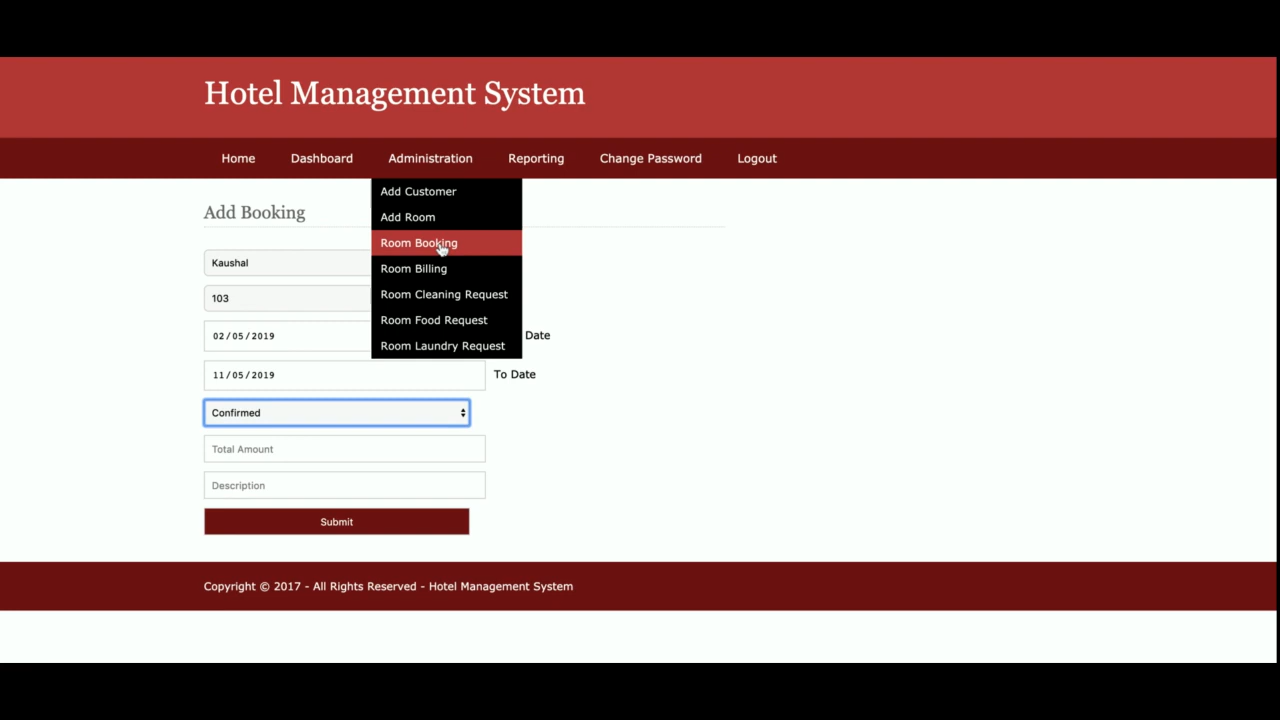 Hotel Management System
Home Dashboard Administration Reporting Change Password Logout
Add Customer
Add Room
Room Booking
Room Billing
Room Cleaning Request
Room Food Request
Room Laundry Request
Add Booking
Kaushal
103
02/05/2019 Date
11/05/2019 To Date
Confirmed
Total Amount
Description
Submit
Copyright © 2017 - All Rights Reserved - Hotel Management System